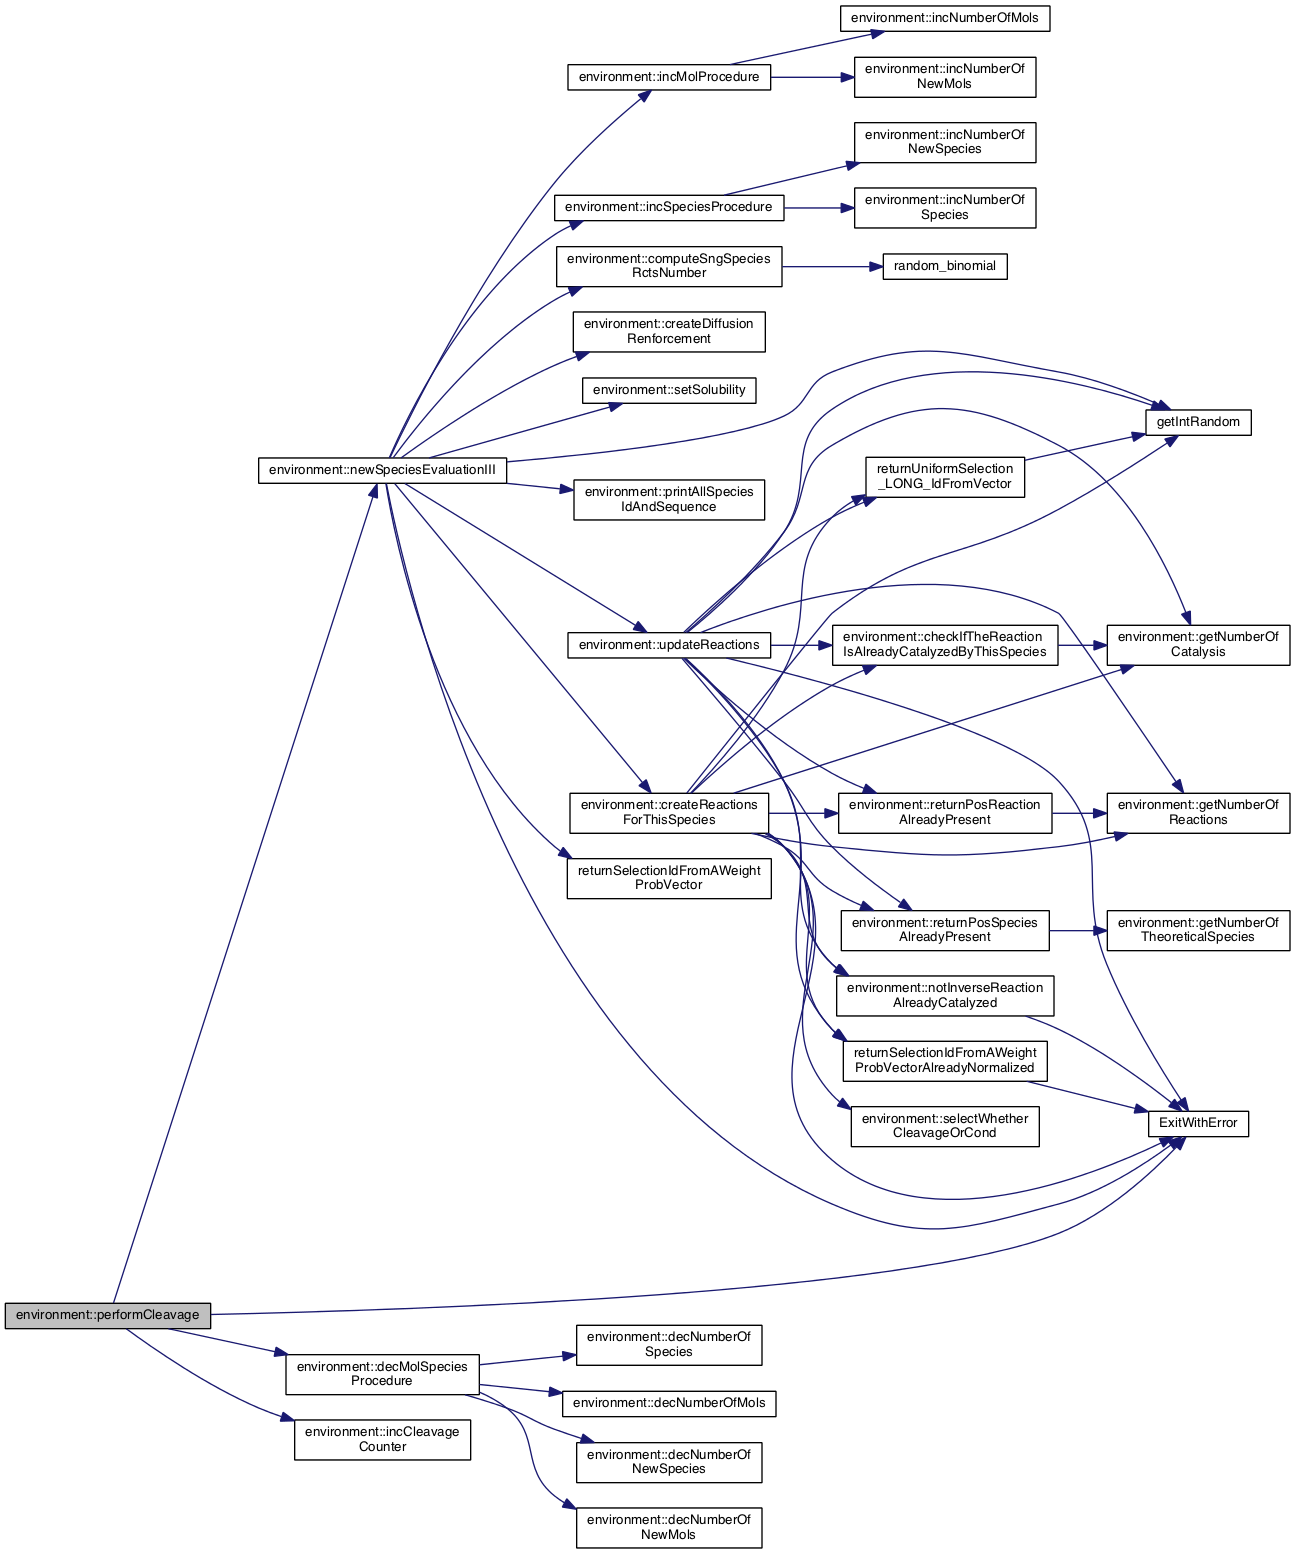 environment::incNumberOfMols
environment::incMolProcedure
environment::incNumberOf
NewMols
environment::incNumberOf
NewSpecies
environment::incSpeciesProcedure
environment::incNumberOf
Species
environment::computeSngSpecies
RctsNumber
random_binomial
environment::createDiffusion
Renforcement
environment::setSolubility
getIntRandom
environment::newSpeciesEvaluationIII
returnUniformSelection
_LONG_IdFromVector
environment::printAllSpecies
IdAndSequence
environment::updateReactions
environment::checkIfTheReaction
IsAlreadyCatalyzedByThisSpecies
environment::getNumberOf
Catalysis
environment::createReactions
ForThisSpecies
environment::returnPosReaction
AlreadyPresent
environment::getNumberOf
Reactions
returnSelectionIdFromAWeight
ProbVector
environment::returnPosSpecies
AlreadyPresent
environment::getNumberOf
TheoreticalSpecies
environment::notInverseReaction
AlreadyCatalyzed
returnSelectionIdFromAWeight
ProbVectorAlreadyNormalized
environment::selectWhether
CleavageOrCond
ExitWithError
environment::performCleavage
environment::decNumberOf
Species
environment::decMolSpecies
Procedure
environment::decNumberOfMols
environment::incCleavage
Counter
environment::decNumberOf
NewSpecies
environment::decNumberOf
NewMols